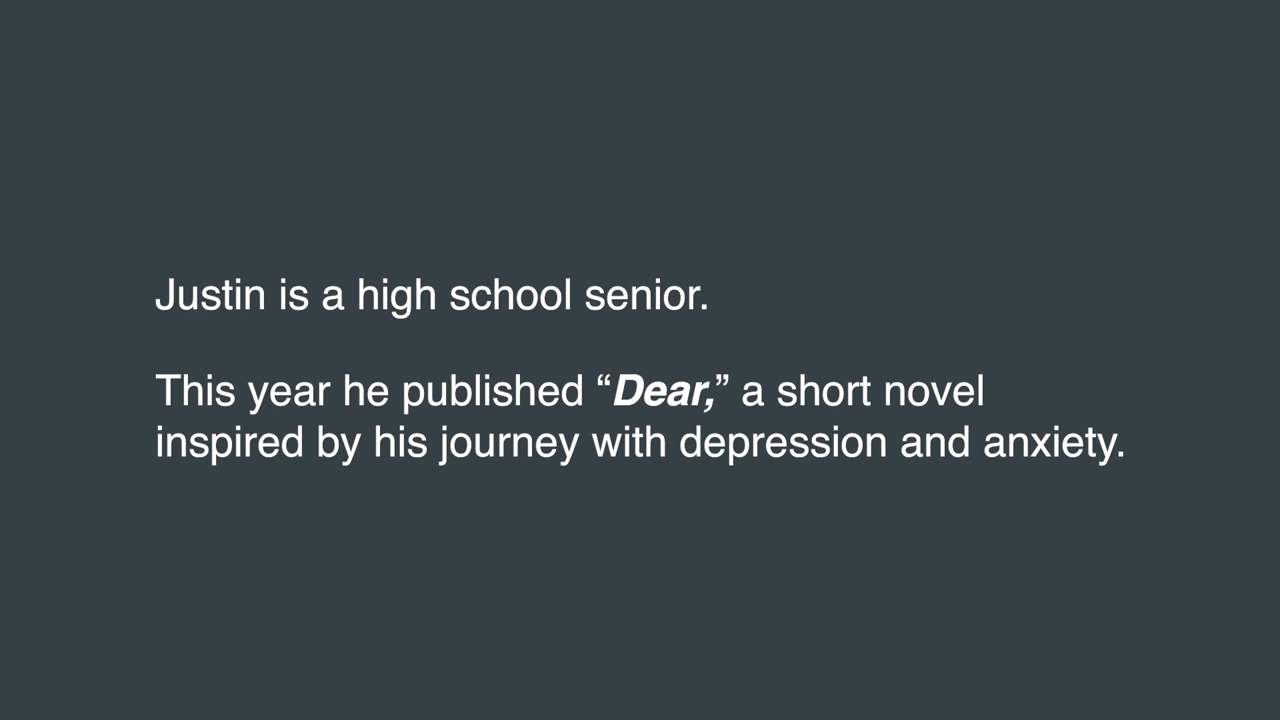 Justin is a high school senior.
This year he published “Dear,” a short novel
inspired by his journey with depression and anxiety.